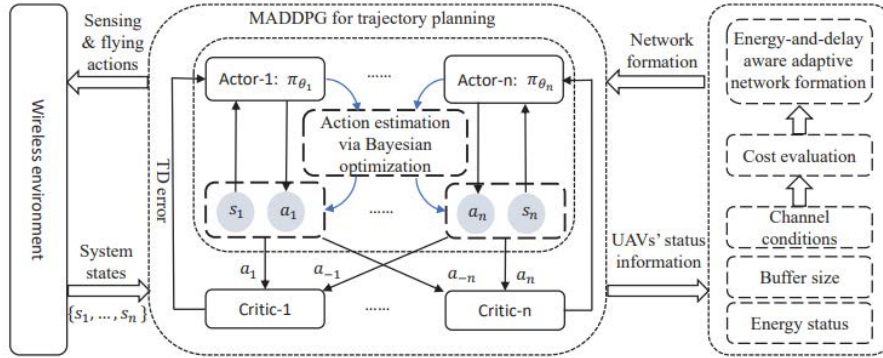 Sensing
& flying
actions
Wireless environment
System
states
{s₁, ..., sₙ}
MADDPG for trajectory planning
Actor-1: π_θ₁
......
Actor-n: π_θₙ
Action estimation
via Bayesian
optimization
TD error
s₁ a₁
......
aₙ sₙ
a₁ a₋₁ a₋ₙ aₙ
Critic-1
......
Critic-n
Network
formation
UAVs' status
information
Energy-and-delay
aware adaptive
network formation
Cost evaluation
Channel
conditions
Buffer size
Energy status